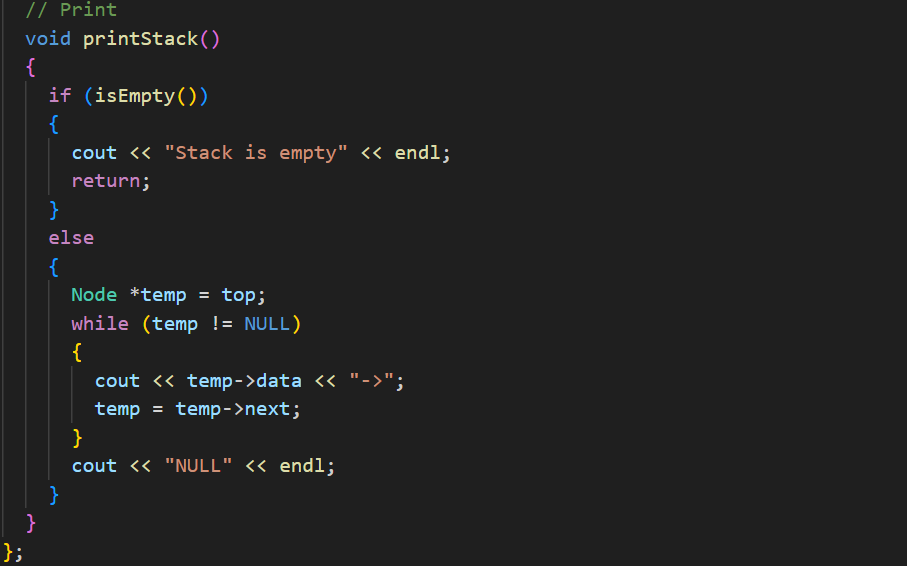 // Print
void printStack()
{
if (isEmpty())
{
cout << "Stack is empty" << endl;
return;
}
else
{
Node *temp = top;
while (temp != NULL)
{
cout << temp->data << "->";
temp = temp->next;
}
cout << "NULL" << endl;
}
}
};